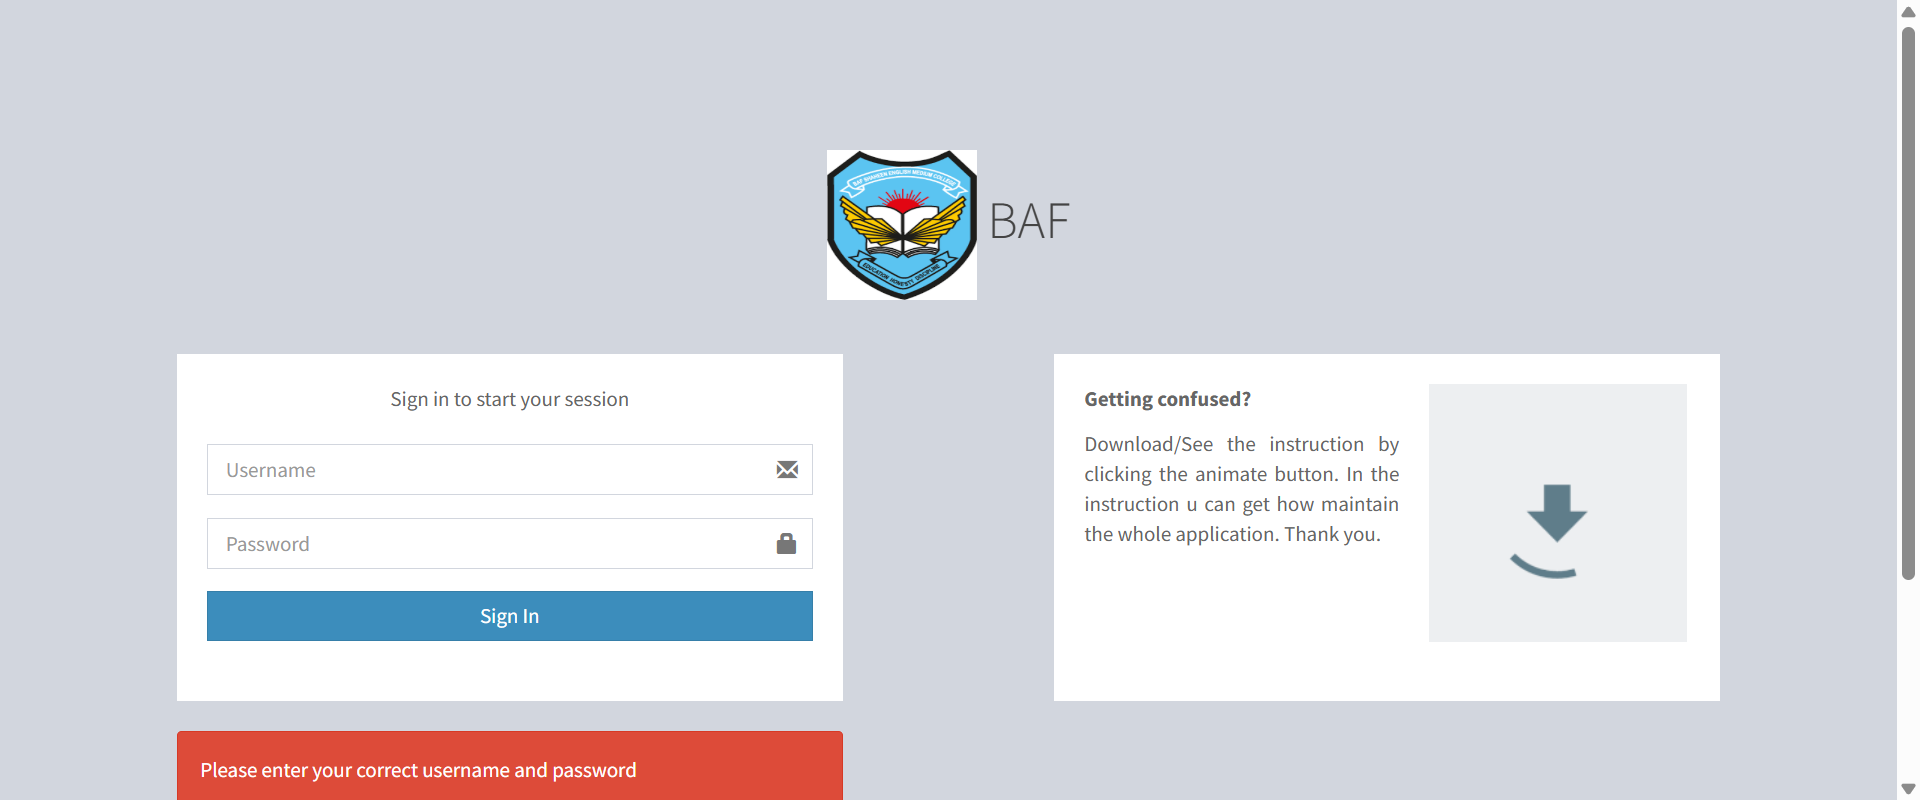 BAF SHAHEEN ENGLISH MEDIUM COLLEGE
EDUCATION HONESTY DISCIPLINE
BAF
Sign in to start your session
Username
Password
Sign In
Getting confused?
Download/See the instruction by
clicking the animate button. In the
instruction u can get how maintain
the whole application. Thank you.
Please enter your correct username and password